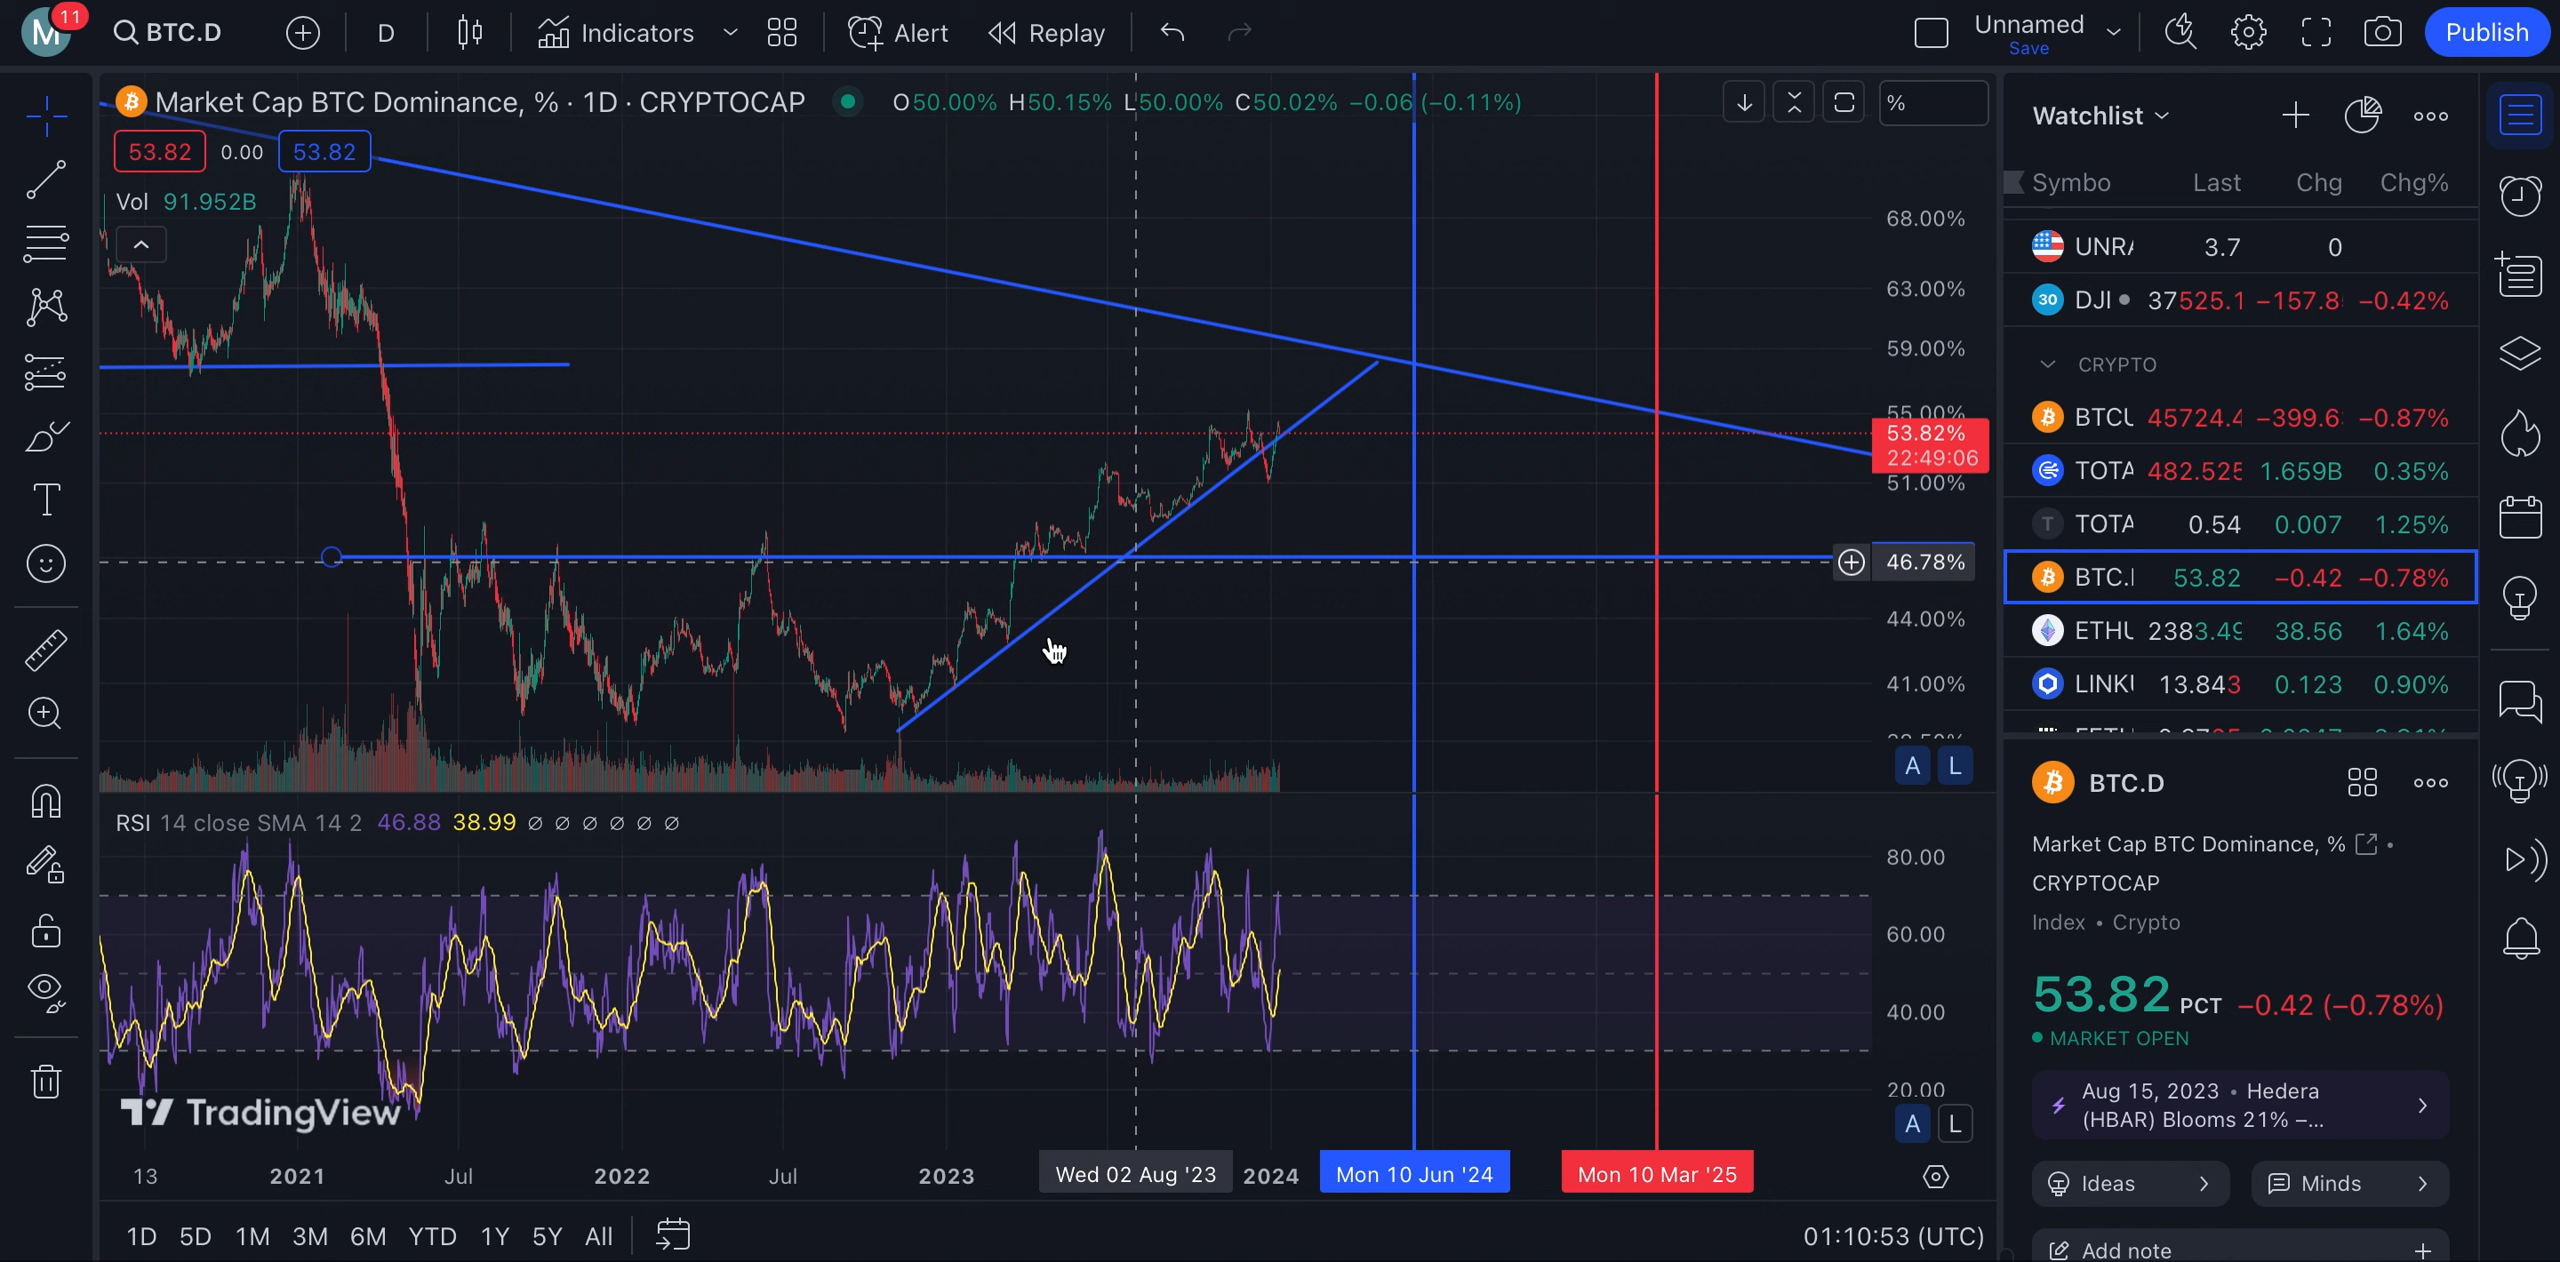 M 11 BTC.D D Indicators Alert Replay Unnamed Save Publish
Market Cap BTC Dominance, % · 1D · CRYPTOCAP O50.00% H50.15% L50.00% C50.02% −0.06 (−0.11%) %
53.82 0.00 53.82
Vol 91.952B
68.00%
63.00%
59.00%
55.00%
53.82%
22:49:06
51.00%
46.78%
44.00%
41.00%
A L
RSI 14 close SMA 14 2 46.88 38.99 ∅ ∅ ∅ ∅ ∅ ∅
80.00
60.00
40.00
20.00
TradingView
A L
13 2021 Jul 2022 Jul 2023 Wed 02 Aug '23 2024 Mon 10 Jun '24 Mon 10 Mar '25
1D 5D 1M 3M 6M YTD 1Y 5Y All 01:10:53 (UTC)
Watchlist
Symbo Last Chg Chg%
UNR 3.7 0
30 DJI 37525.1 −157.8 −0.42%
CRYPTO
BTCU 45724.4 −399.6 −0.87%
TOTA 482.525 1.659B 0.35%
T TOTA 0.54 0.007 1.25%
BTC. 53.82 −0.42 −0.78%
ETHU 2383.49 38.56 1.64%
LINK 13.843 0.123 0.90%
BTC.D
Market Cap BTC Dominance, %
CRYPTOCAP
Index • Crypto
53.82 PCT −0.42 (−0.78%)
MARKET OPEN
Aug 15, 2023 • Hedera
(HBAR) Blooms 21% –...
Ideas Minds
Add note